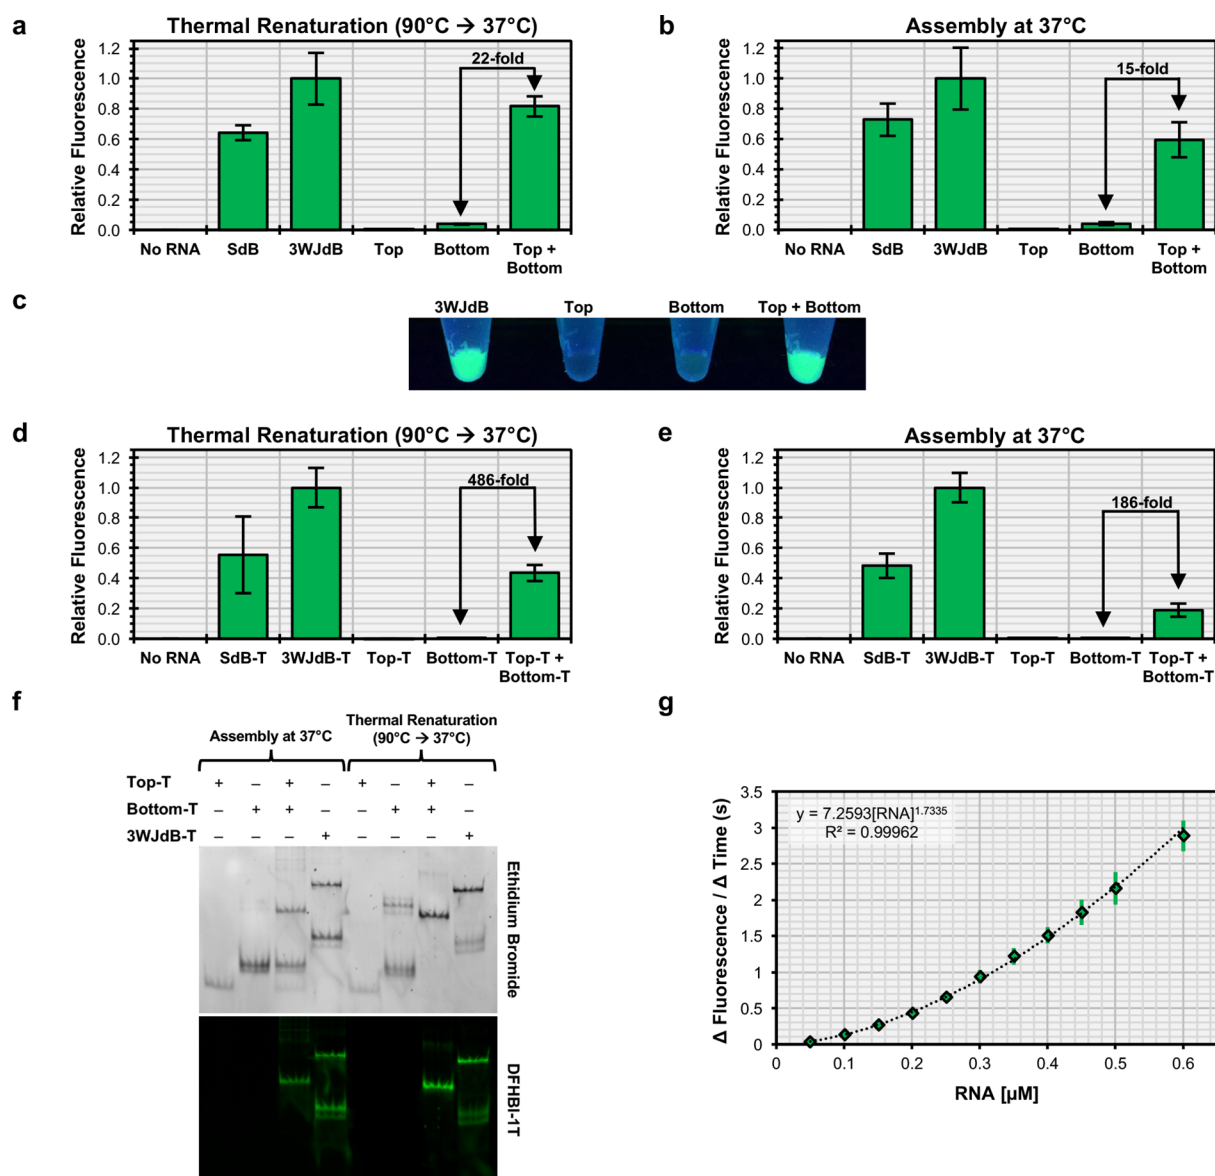 a
Thermal Renaturation (90°C → 37°C)
Relative Fluorescence
1.2
1.0
0.8
0.6
0.4
0.2
0.0
22-fold
No RNA SdB 3WJdB Top Bottom Top +
Bottom
b
Assembly at 37°C
Relative Fluorescence
1.2
1.0
0.8
0.6
0.4
0.2
0.0
15-fold
No RNA SdB 3WJdB Top Bottom Top +
Bottom
c
3WJdB Top Bottom Top + Bottom
d
Thermal Renaturation (90°C → 37°C)
Relative Fluorescence
1.2
1.0
0.8
0.6
0.4
0.2
0.0
486-fold
No RNA SdB-T 3WJdB-T Top-T Bottom-T Top-T +
Bottom-T
e
Assembly at 37°C
Relative Fluorescence
1.2
1.0
0.8
0.6
0.4
0.2
0.0
186-fold
No RNA SdB-T 3WJdB-T Top-T Bottom-T Top-T +
Bottom-T
f
Assembly at 37°C
Thermal Renaturation
(90°C → 37°C)
Top-T + – + – + – + –
Bottom-T – + + – – + + –
3WJdB-T – – – + – – – +
Ethidium Bromide
DFHBI-1T
g
Δ Fluorescence / Δ Time (s)
3.5
3
2.5
2
1.5
1
0.5
0
y = 7.2593[RNA]^1.7335
R² = 0.99962
0 0.1 0.2 0.3 0.4 0.5 0.6
RNA [µM]